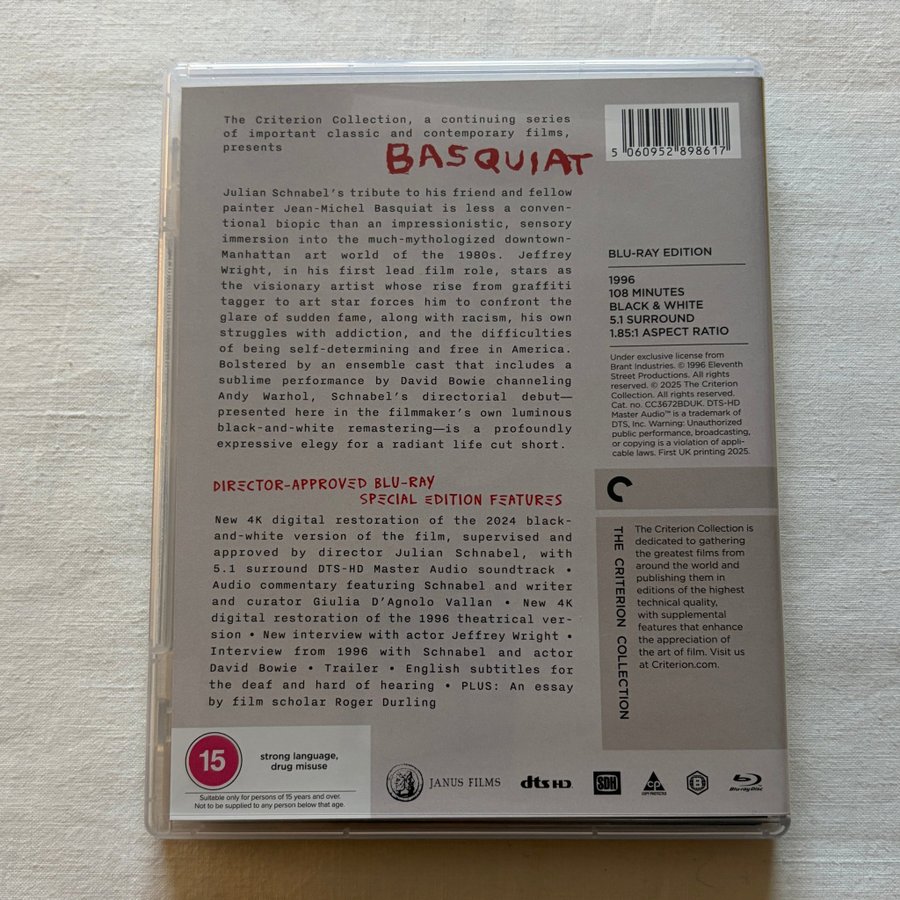 The Criterion Collection, a continuing series
of important classic and contemporary films,
presents
BASQUIAT
Julian Schnabel's tribute to his friend and fellow
painter Jean-Michel Basquiat is less a conven-
tional biopic than an impressionistic, sensory
immersion into the much-mythologized downtown-
Manhattan art world of the 1980s. Jeffrey
Wright, in his first lead film role, stars as
the visionary artist whose rise from graffiti
tagger to art star forces him to confront the
glare of sudden fame, along with racism, his own
struggles with addiction, and the difficulties
of being self-determining and free in America.
Bolstered by an ensemble cast that includes a
sublime performance by David Bowie channeling
Andy Warhol, Schnabel's directorial debut—
presented here in the filmmaker's own luminous
black-and-white remastering—is a profoundly
expressive elegy for a radiant life cut short.
DIRECTOR-APPROVED BLU-RAY
SPECIAL EDITION FEATURES
New 4K digital restoration of the 2024 black-
and-white version of the film, supervised and
approved by director Julian Schnabel, with
5.1 surround DTS-HD Master Audio soundtrack •
Audio commentary featuring Schnabel and writer
and curator Giulia D'Agnolo Vallan • New 4K
digital restoration of the 1996 theatrical ver-
sion • New interview with actor Jeffrey Wright •
Interview from 1996 with Schnabel and actor
David Bowie • Trailer • English subtitles for
the deaf and hard of hearing • PLUS: An essay
by film scholar Roger Durling
5 060952 898617
BLU-RAY EDITION
1996
108 MINUTES
BLACK & WHITE
5.1 SURROUND
1.85:1 ASPECT RATIO
Under exclusive license from
Brant Industries. © 1996 Eleventh
Street Productions. All rights
reserved. © 2025 The Criterion
Collection. All rights reserved.
Cat. no. CC3672BDUK. DTS-HD
Master Audio™ is a trademark of
DTS, Inc. Warning: Unauthorized
public performance, broadcasting,
or copying is a violation of appli-
cable laws. First UK printing 2025.
THE CRITERION COLLECTION
The Criterion Collection is
dedicated to gathering
the greatest films from
around the world and
publishing them in
editions of the highest
technical quality,
with supplemental
features that enhance
the appreciation of
the art of film. Visit us
at Criterion.com.
15
strong language,
drug misuse
Suitable only for persons of 15 years and over.
Not to be supplied to any person below that age.
JANUS FILMS
dts HD
SDH
CP
COPY PROTECTED
B
Blu-ray Disc